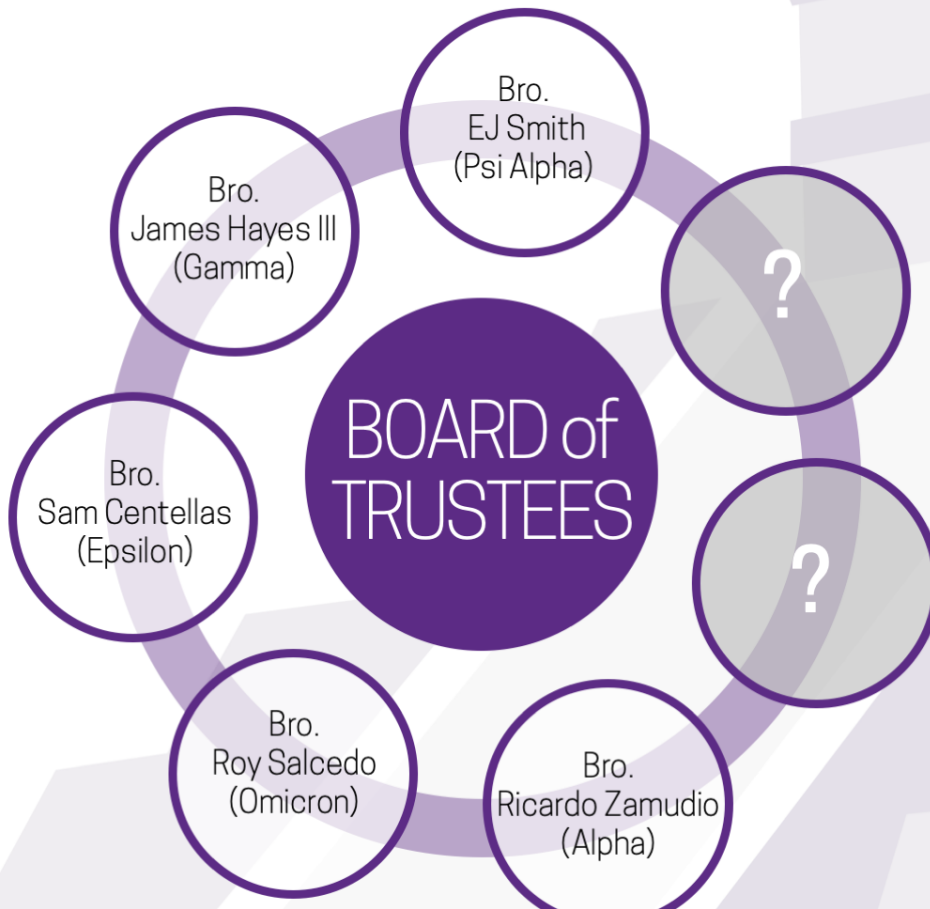 Bro.
EJ Smith
(Psi Alpha)
Bro.
James Hayes III
(Gamma)
?
BOARD of
TRUSTEES
Bro.
Sam Centellas
(Epsilon)
?
Bro.
Roy Salcedo
(Omicron)
Bro.
Ricardo Zamudio
(Alpha)